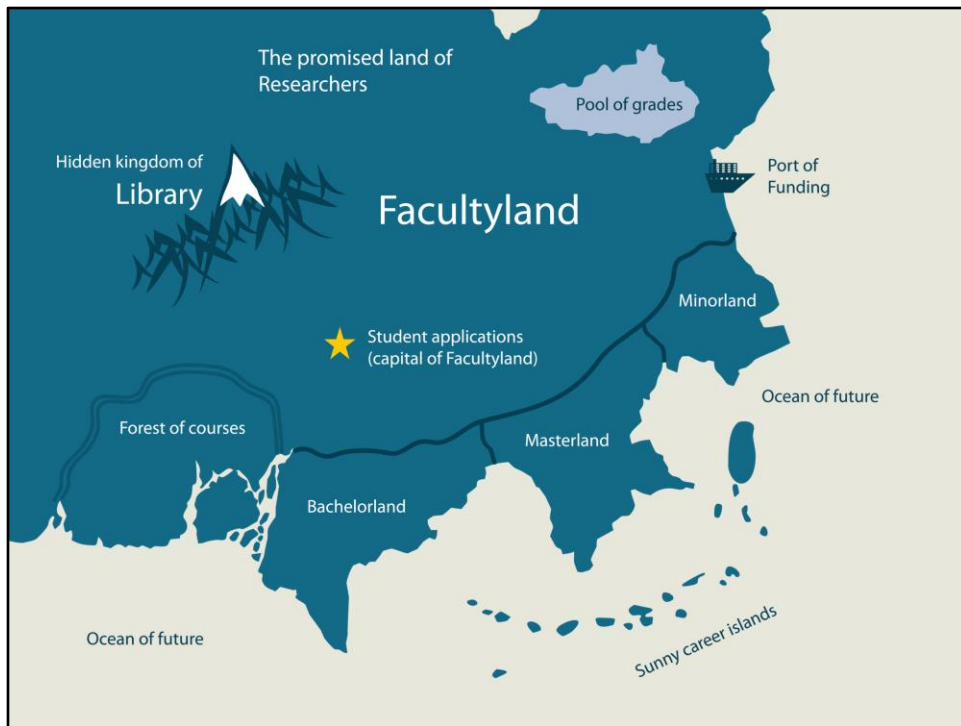 The promised land of
Researchers
Pool of grades
Hidden kingdom of
Library
Port of
Funding
Facultyland
Minorland
Student applications
(capital of Facultyland)
Ocean of future
Forest of courses
Masterland
Bachelorland
Ocean of future
Sunny career islands